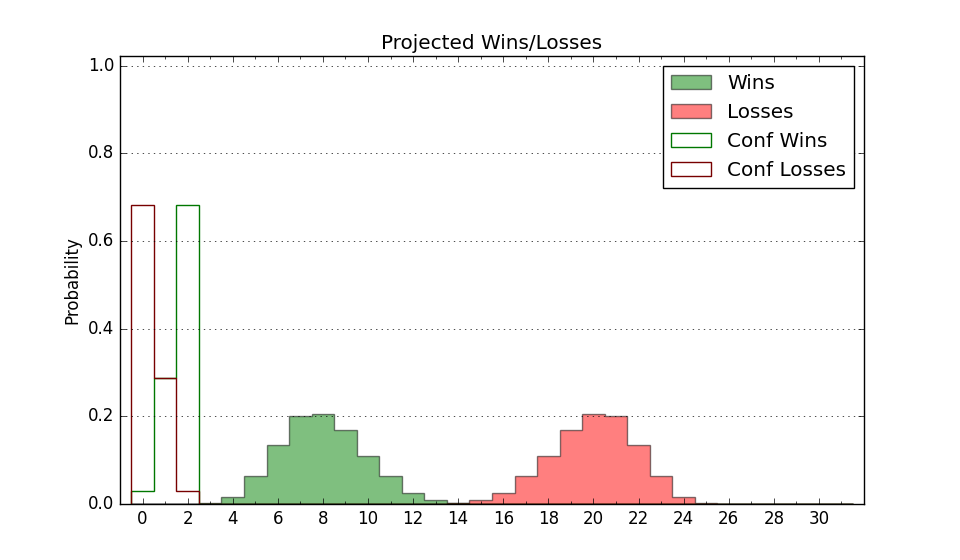 Projected Wins/Losses
1.0
0.8
0.6
0.4
0.2
0.0
Probability
Wins
Losses
Conf Wins
Conf Losses
0 2 4 6 8 10 12 14 16 18 20 22 24 26 28 30